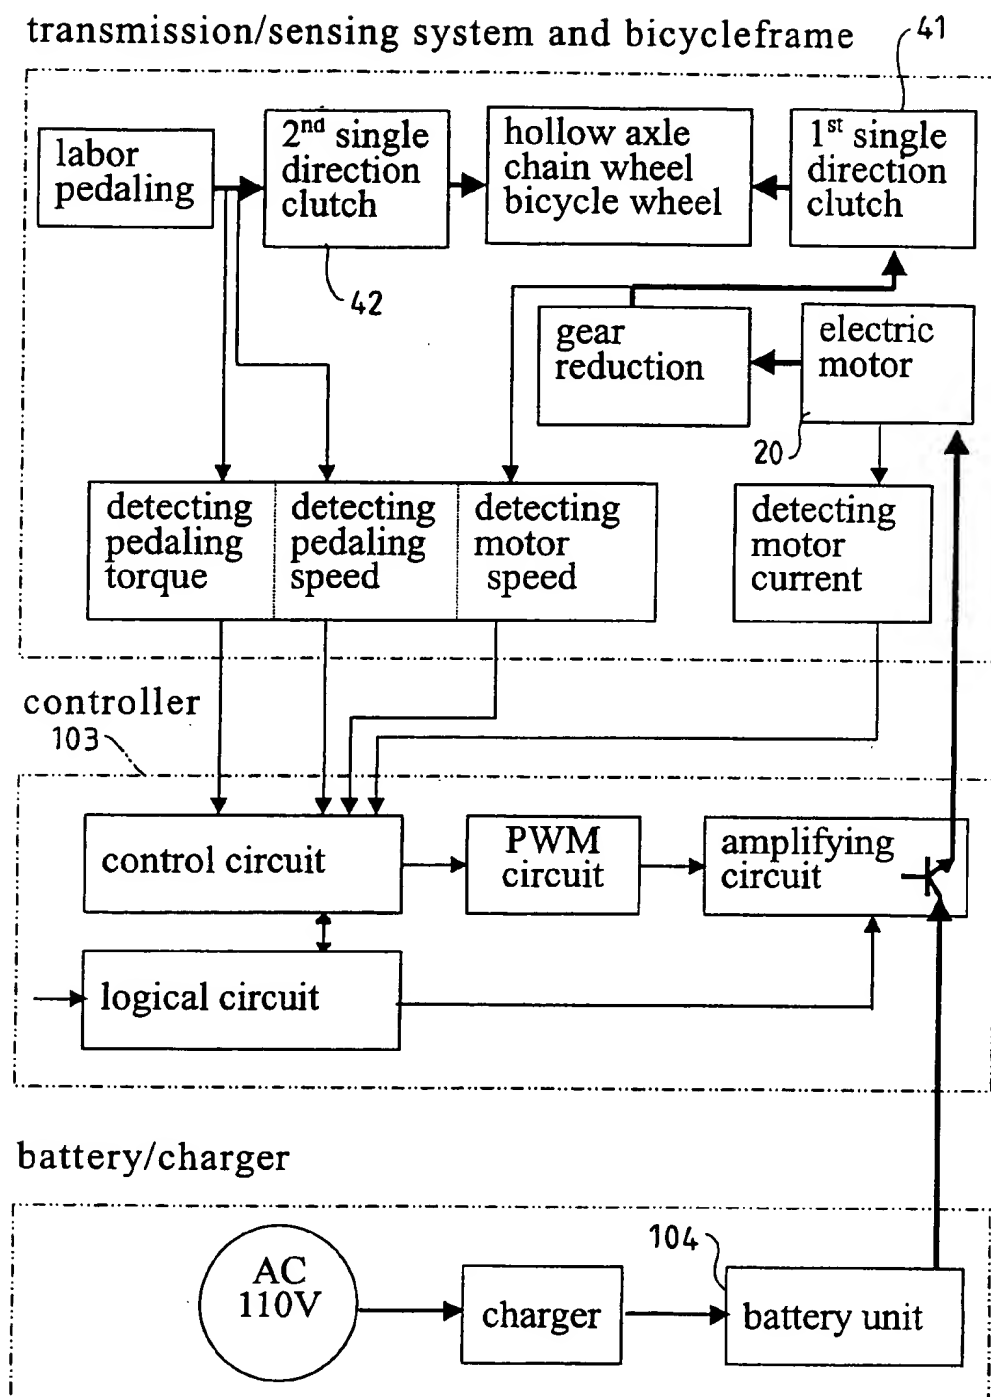 transmission/sensing system and bicycleframe
41
labor
pedaling
2nd single
direction
clutch
hollow axle
chain wheel
bicycle wheel
1st single
direction
clutch
42
gear
reduction
electric
motor
20
detecting
pedaling
torque
detecting
pedaling
speed
detecting
motor
speed
detecting
motor
current
controller
103
control circuit
PWM
circuit
amplifying
circuit
logical circuit
battery/charger
104
AC
110V
charger
battery unit